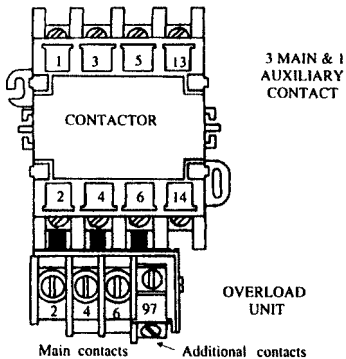 1 3 5 13
3 MAIN & 1
AUXILIARY
CONTACT
CONTACTOR
2 4 6 14
OVERLOAD
UNIT
2 4 6 97
Main contacts Additional contacts